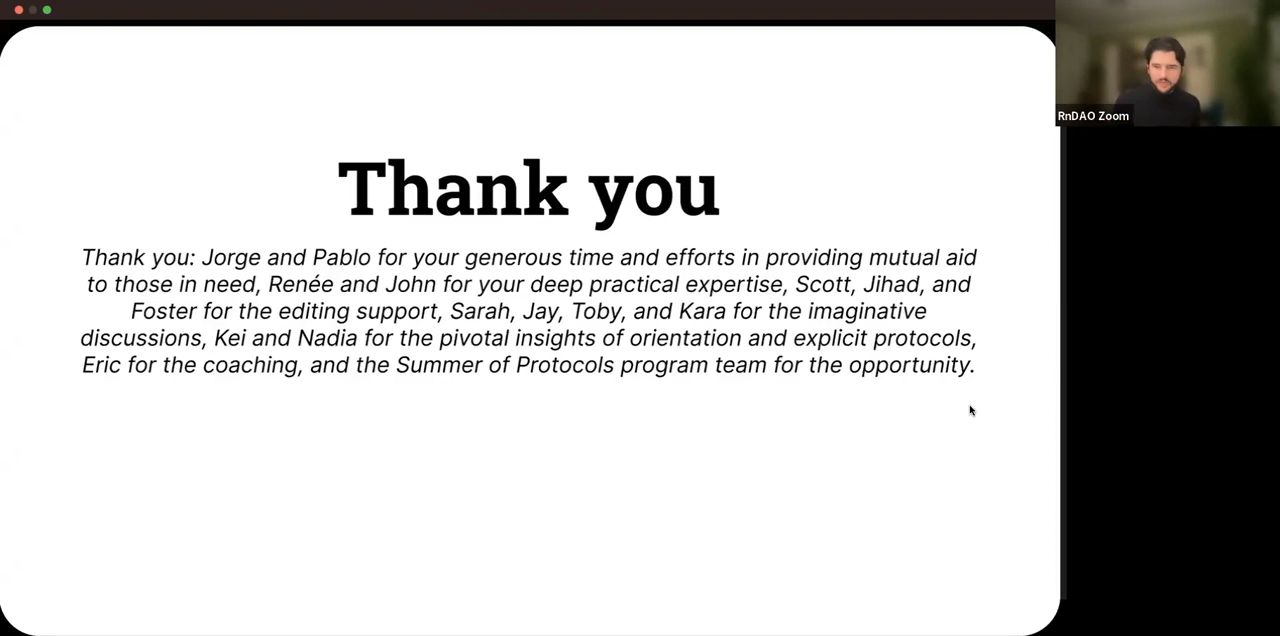 Thank you
Thank you: Jorge and Pablo for your generous time and efforts in providing mutual aid
to those in need, Renée and John for your deep practical expertise, Scott, Jihad, and
Foster for the editing support, Sarah, Jay, Toby, and Kara for the imaginative
discussions, Kei and Nadia for the pivotal insights of orientation and explicit protocols,
Eric for the coaching, and the Summer of Protocols program team for the opportunity.
RnDAO Zoom